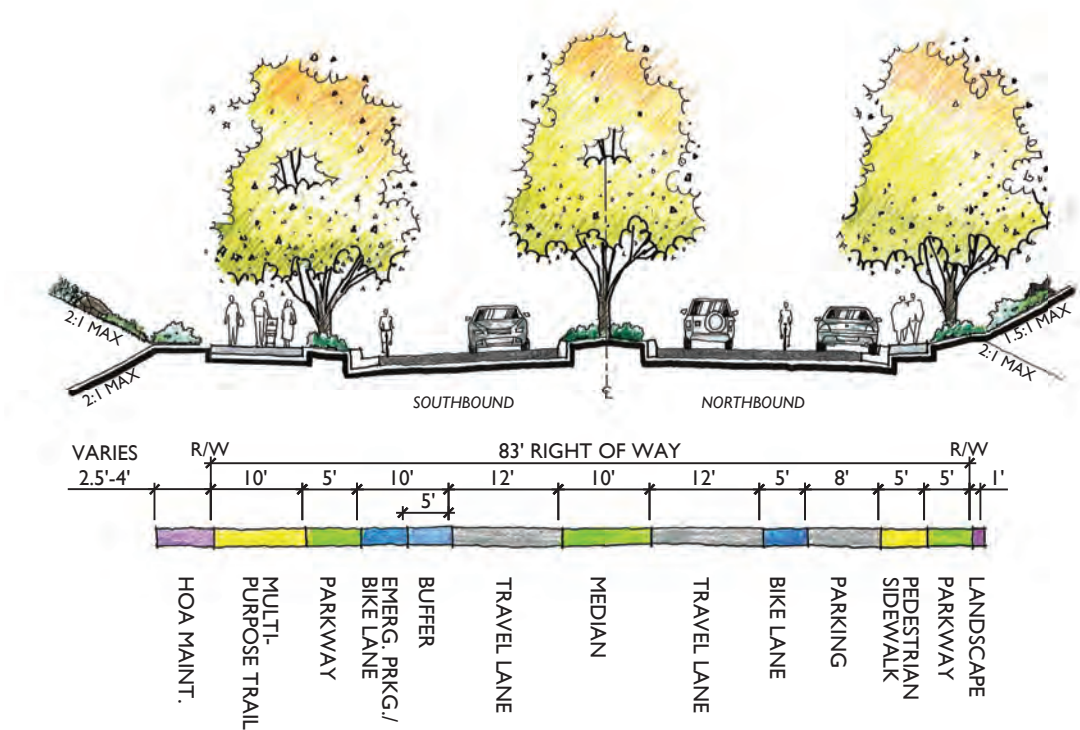 2:1 MAX
2:1 MAX
1.5:1 MAX
2:1 MAX
℄
SOUTHBOUND
NORTHBOUND
VARIES
2.5'-4'
R/W
83' RIGHT OF WAY
R/W
10'
5'
10'
5'
12'
10'
12'
5'
8'
5'
5'
1'
HOA MAINT.
MULTI-
PURPOSE TRAIL
PARKWAY
EMERG. PRKG./
BIKE LANE
BUFFER
TRAVEL LANE
MEDIAN
TRAVEL LANE
BIKE LANE
PARKING
PEDESTRIAN
SIDEWALK
PARKWAY
LANDSCAPE